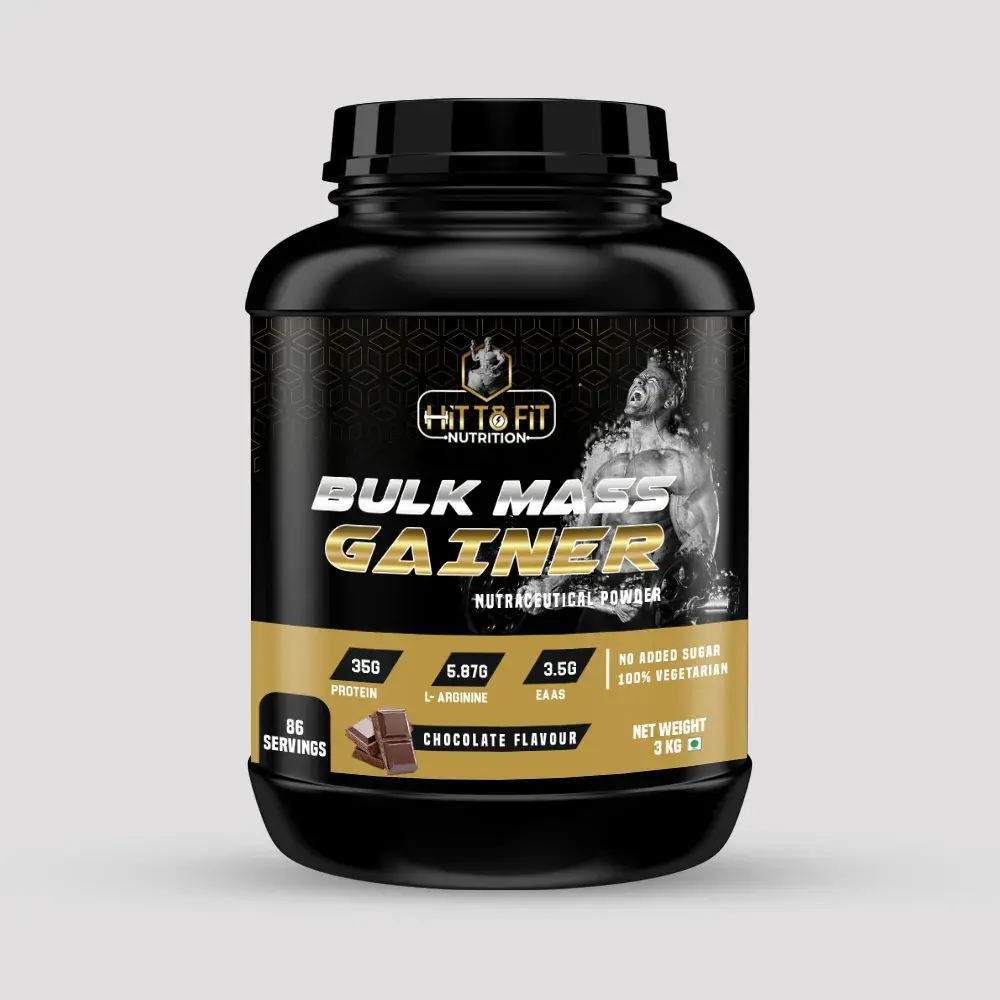 HIT TO FIT
NUTRITION
BULK MASS
GAINER
NUTRACEUTICAL POWDER
35G
PROTEIN
5.87G
L- ARGININE
3.5G
EAAS
NO ADDED SUGAR
100% VEGETARIAN
86
SERVINGS
CHOCOLATE FLAVOUR
NET WEIGHT
3 KG